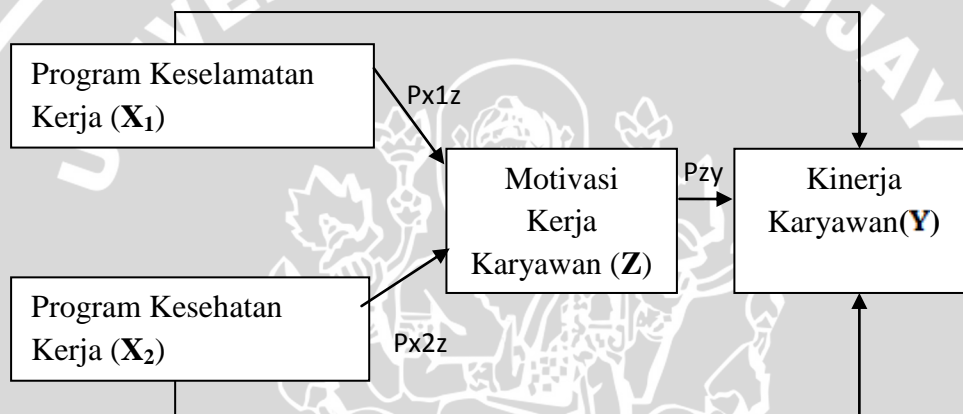 Program Keselamatan
Kerja (X1)
Px1z
Motivasi
Kerja
Karyawan (Z)
Pzy
Kinerja
Karyawan(Y)
Program Kesehatan
Kerja (X2)
Px2z